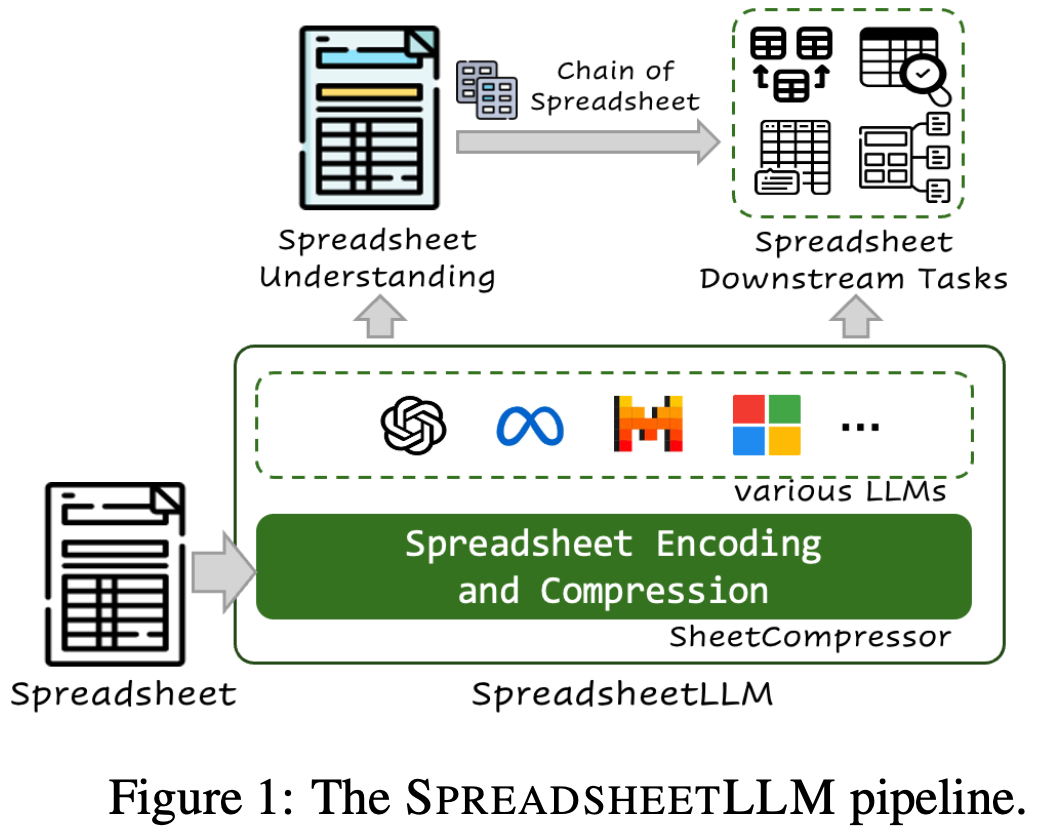 Chain of
Spreadsheet
Spreadsheet
Understanding
Spreadsheet
Downstream Tasks
...
various LLMs
Spreadsheet Encoding
and Compression
SheetCompressor
Spreadsheet
SpreadsheetLLM
Figure 1: The SPREADSHEETLLM pipeline.